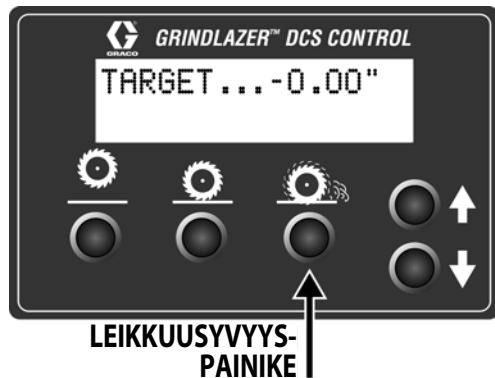 GRACO
GRINDLAZER™ DCS CONTROL
TARGET...-0.00"
LEIKKUUSYVYYS-
PAINIKE